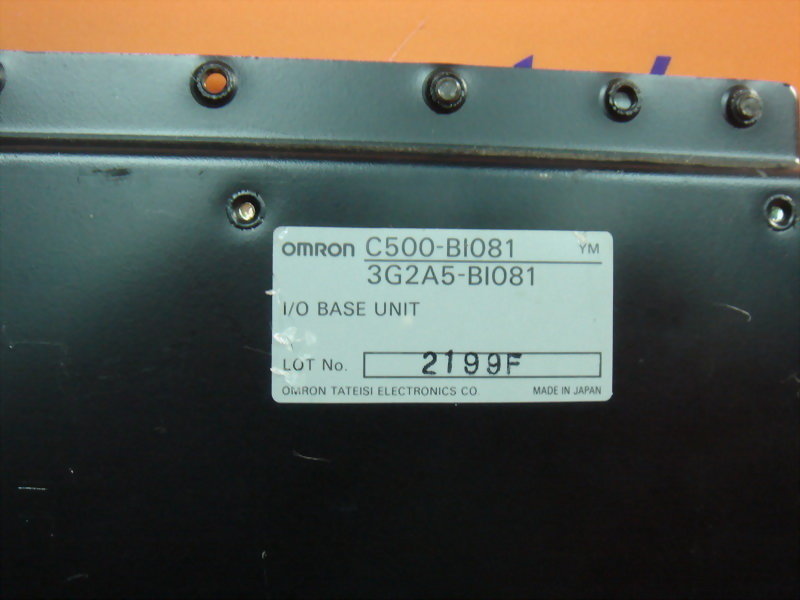 OMRON C500-BI081 YM
3G2A5-BI081
I/O BASE UNIT
LOT No. 2199F
OMRON TATEISI ELECTRONICS CO. MADE IN JAPAN